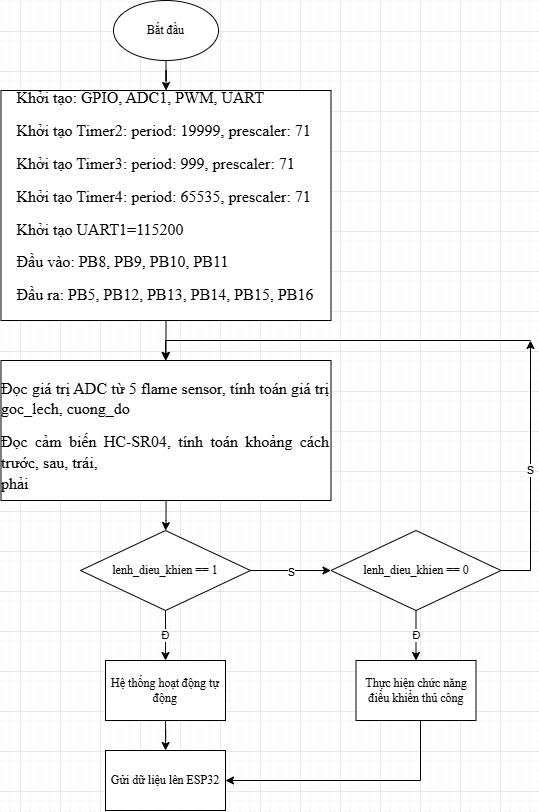 Bắt đầu
Khởi tạo: GPIO, ADC1, PWM, UART
Khởi tạo Timer2: period: 19999, prescaler: 71
Khởi tạo Timer3: period: 999, prescaler: 71
Khởi tạo Timer4: period: 65535, prescaler: 71
Khởi tạo UART1=115200
Đầu vào: PB8, PB9, PB10, PB11
Đầu ra: PB5, PB12, PB13, PB14, PB15, PB16
Đọc giá trị ADC từ 5 flame sensor, tính toán giá trị
goc_lech, cuong_do
Đọc cảm biến HC-SR04, tính toán khoảng cách
trước, sau, trái,
phải
S
lenh_dieu_khien == 1
S
lenh_dieu_khien == 0
Đ
Đ
Hệ thống hoạt động tự
động
Thực hiện chức năng
điều khiển thủ công
Gửi dữ liệu lên ESP32